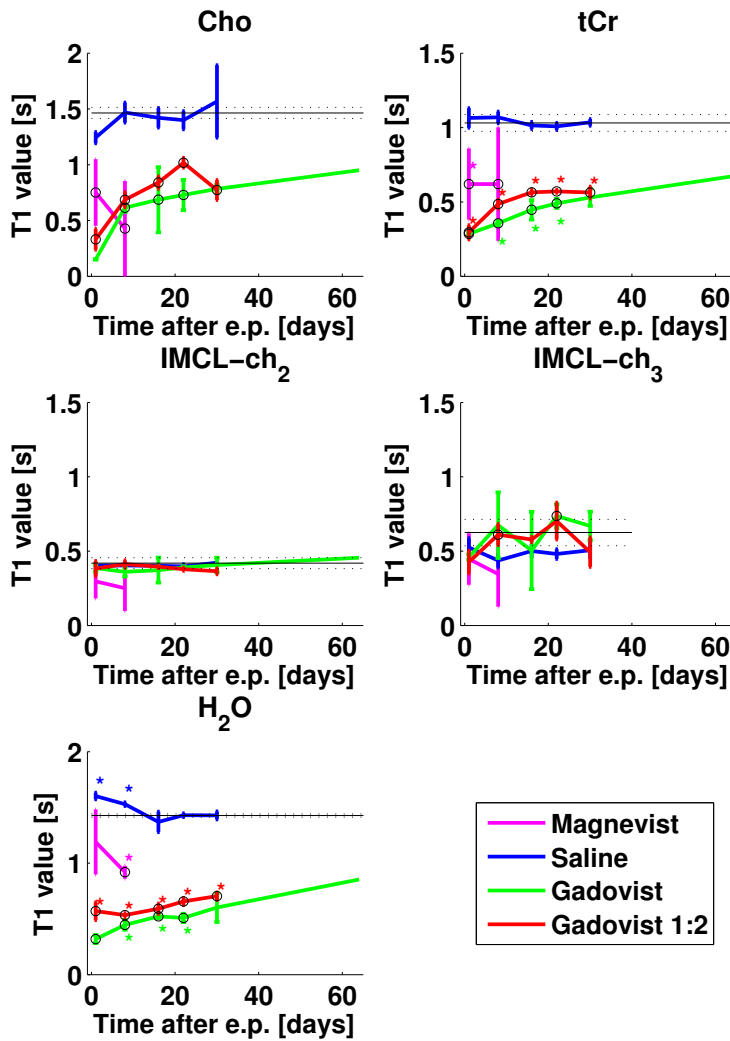 Cho
T1 value [s]
2
1.5
1
0.5
0
0 20 40 60
Time after e.p. [days]
tCr
T1 value [s]
1.5
1
0.5
0
0 20 40 60
Time after e.p. [days]
IMCL−ch2
T1 value [s]
1.5
1
0.5
0
0 20 40 60
Time after e.p. [days]
IMCL−ch3
T1 value [s]
1.5
1
0.5
0
0 20 40 60
Time after e.p. [days]
H2O
T1 value [s]
2
1
0
0 20 40 60
Time after e.p. [days]
Magnevist
Saline
Gadovist
Gadovist 1:2